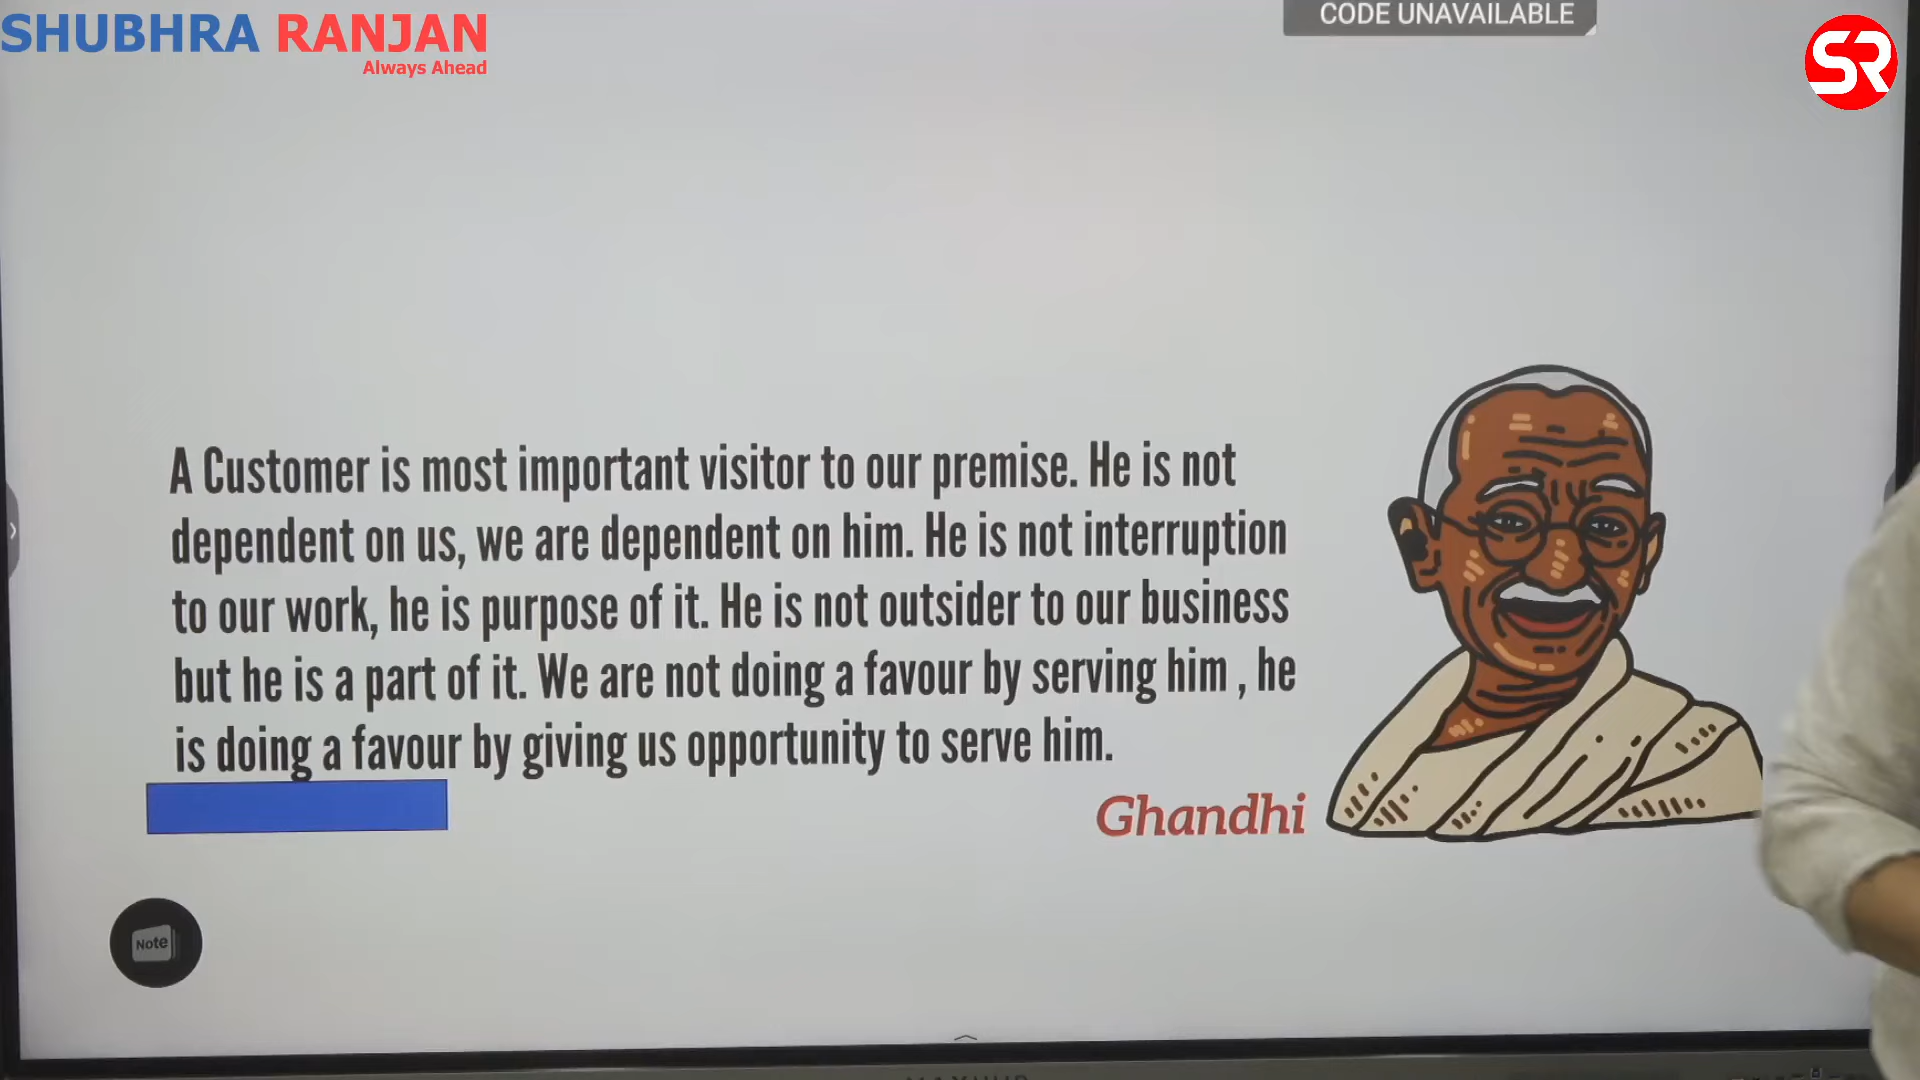 SHUBHRA RANJAN
Always Ahead
CODE UNAVAILABLE
SR
A Customer is most important visitor to our premise. He is not
dependent on us, we are dependent on him. He is not interruption
to our work, he is purpose of it. He is not outsider to our business
but he is a part of it. We are not doing a favour by serving him , he
is doing a favour by giving us opportunity to serve him.
Ghandhi
Note